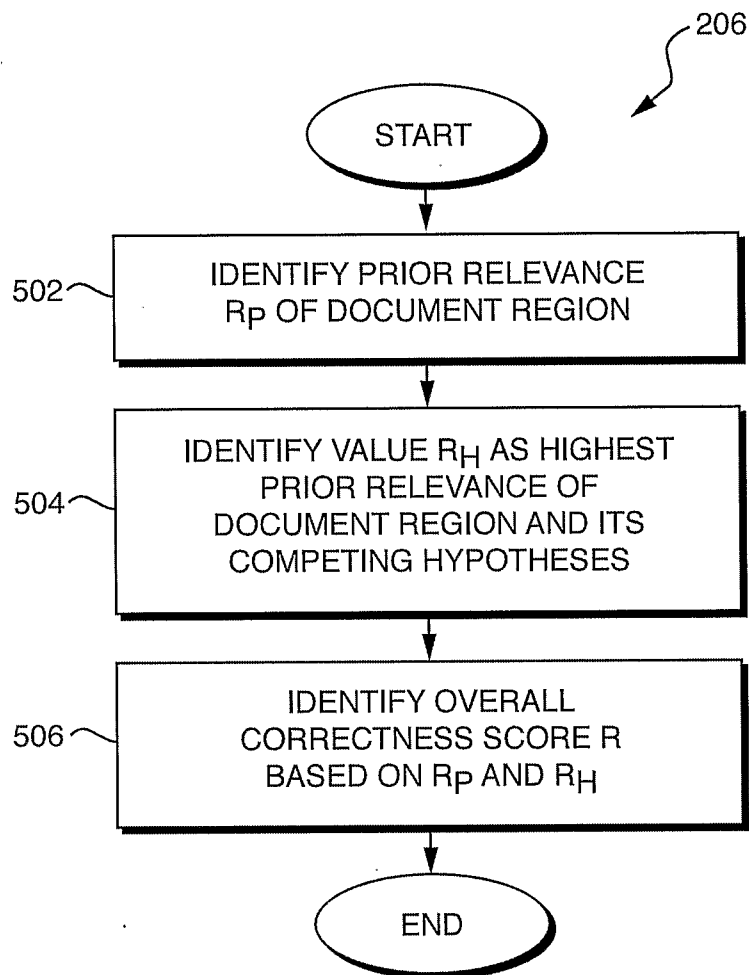 206
START
502
IDENTIFY PRIOR RELEVANCE
RP OF DOCUMENT REGION
504
IDENTIFY VALUE RH AS HIGHEST
PRIOR RELEVANCE OF
DOCUMENT REGION AND ITS
COMPETING HYPOTHESES
506
IDENTIFY OVERALL
CORRECTNESS SCORE R
BASED ON RP AND RH
END